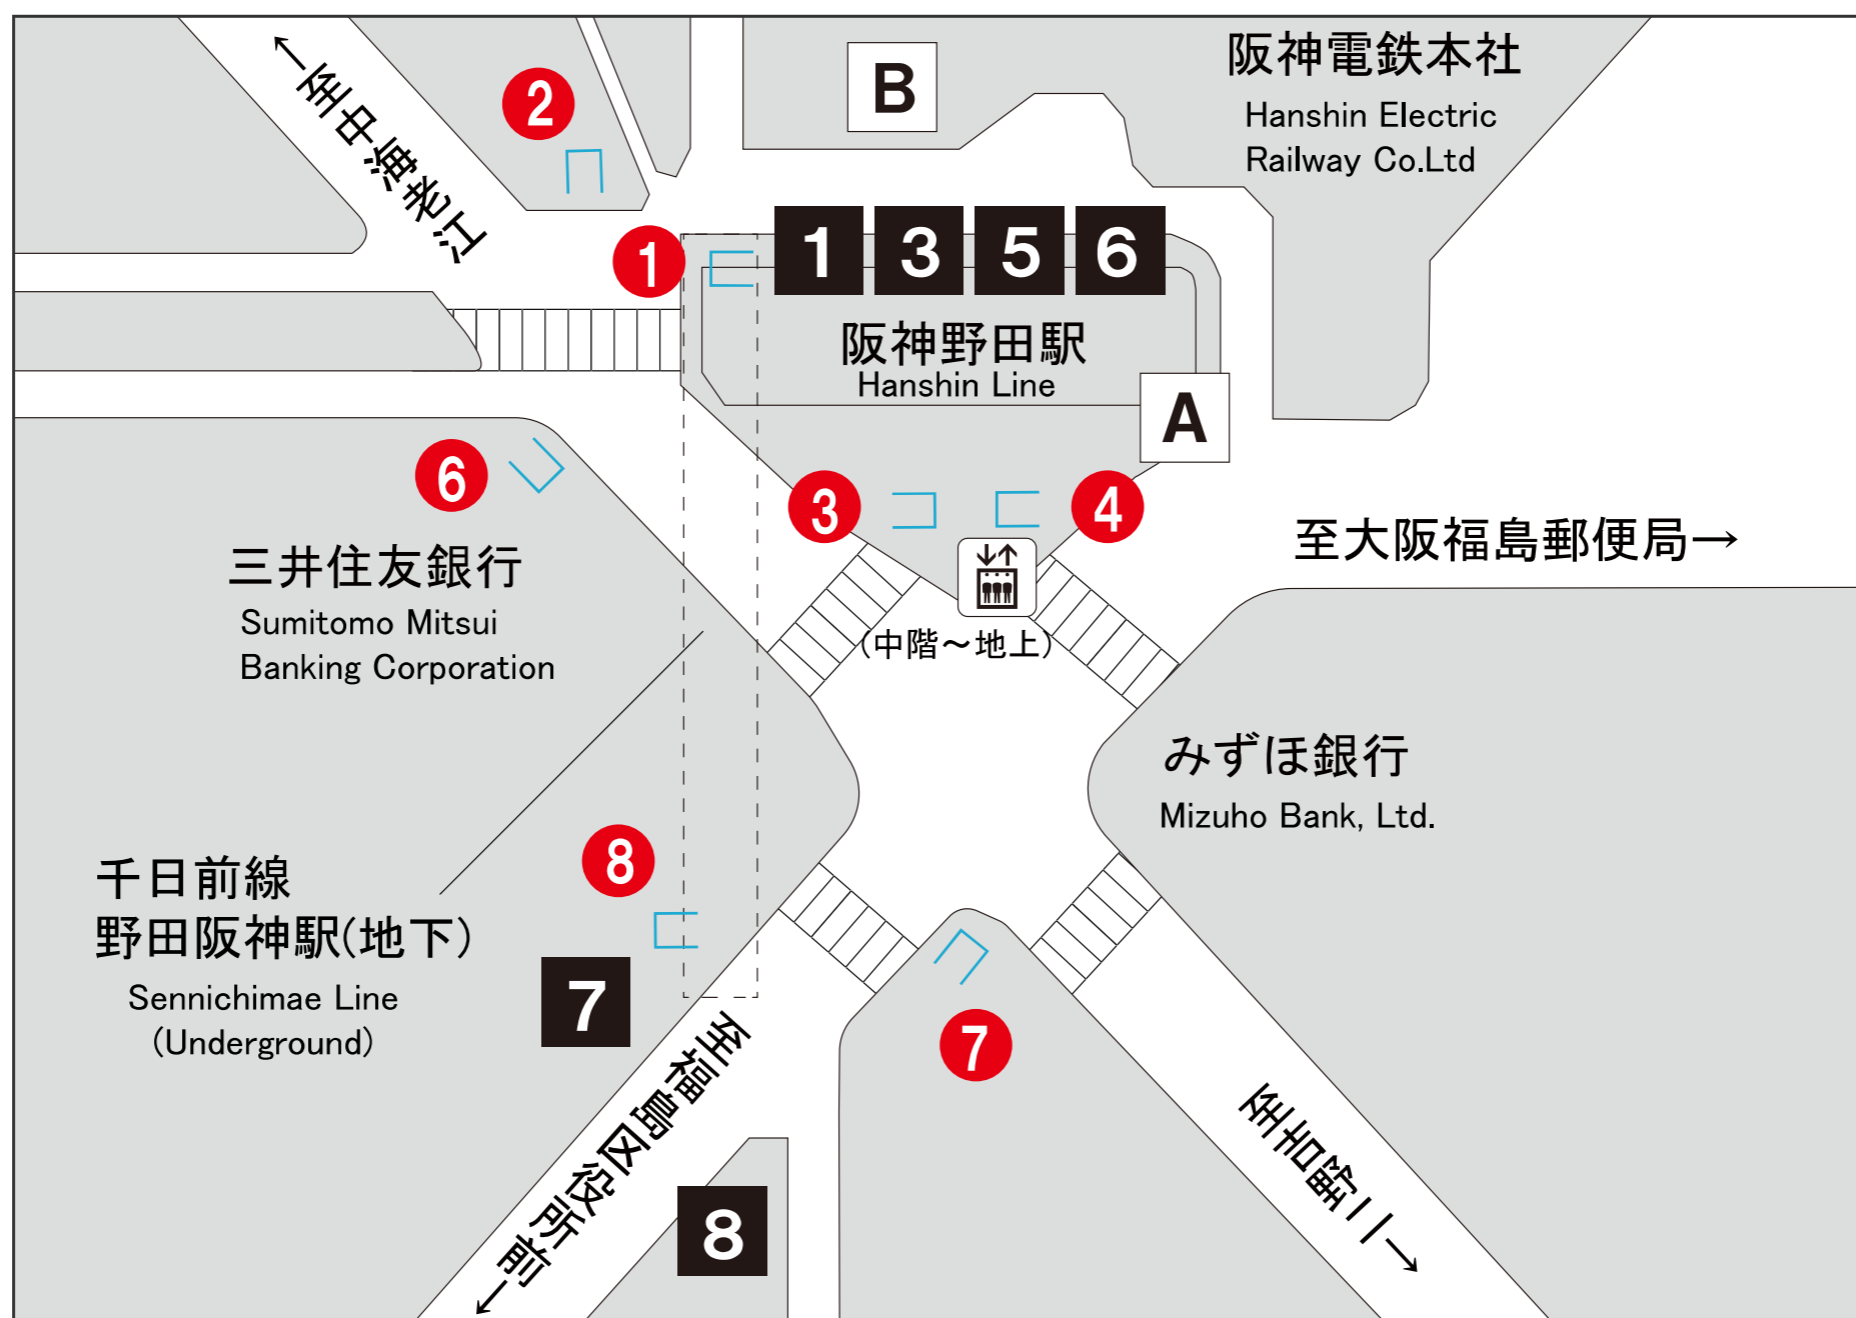 阪神電鉄本社
Hanshin Electric
Railway Co.Ltd
B
2
←至中海老江
1
1 3 5 6
阪神野田駅
Hanshin Line
A
6
3
4
至大阪福島郵便局→
三井住友銀行
Sumitomo Mitsui
Banking Corporation
(中階～地上)
みずほ銀行
Mizuho Bank, Ltd.
8
千日前線
野田阪神駅(地下)
Sennichimae Line
(Underground)
7
7
至福島区役所前→
至吉野二→
8